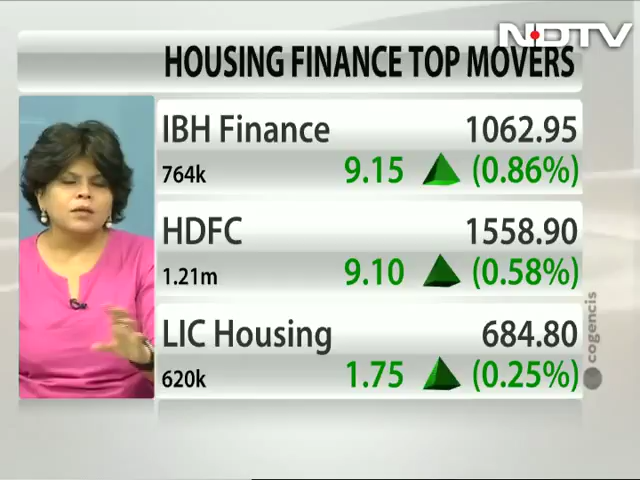 NDTV
HOUSING FINANCE TOP MOVERS
IBH Finance 1062.95
764k 9.15 (0.86%)
HDFC 1558.90
1.21m 9.10 (0.58%)
LIC Housing 684.80
620k 1.75 (0.25%)
cogencis